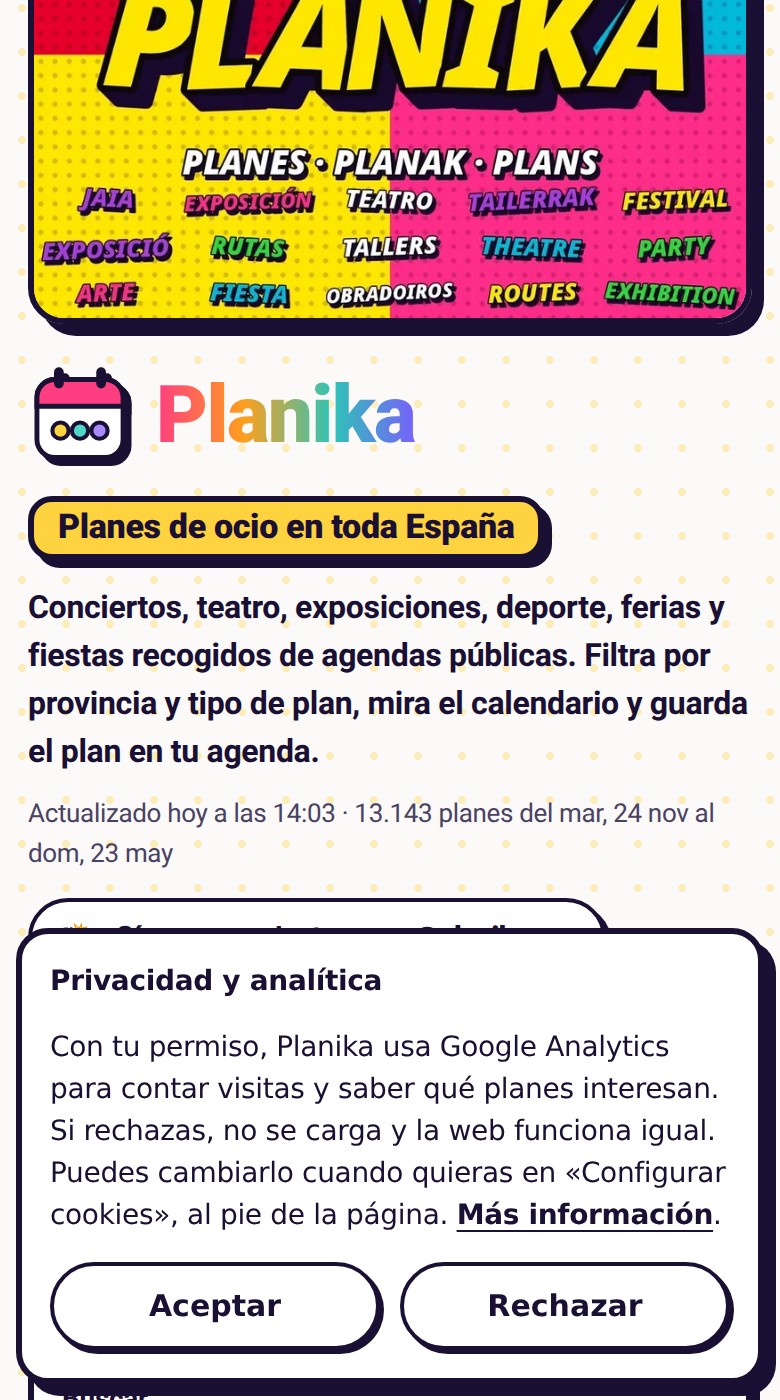 PLANIKA
PLANES · PLANAK · PLANS
JAIA EXPOSICIÓN TEATRO TAILERRAK FESTIVAL
EXPOSICIÓ RUTAS TALLERS THEATRE PARTY
ARTE FIESTA OBRADOIROS ROUTES EXHIBITION
Planika
Planes de ocio en toda España
Conciertos, teatro, exposiciones, deporte, ferias y
fiestas recogidos de agendas públicas. Filtra por
provincia y tipo de plan, mira el calendario y guarda
el plan en tu agenda.
Actualizado hoy a las 14:03 · 13.143 planes del mar, 24 nov al
dom, 23 may
Privacidad y analítica
Con tu permiso, Planika usa Google Analytics
para contar visitas y saber qué planes interesan.
Si rechazas, no se carga y la web funciona igual.
Puedes cambiarlo cuando quieras en «Configurar
cookies», al pie de la página. Más información.
Aceptar Rechazar